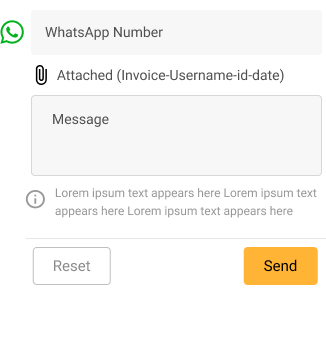 WhatsApp Number
Attached (Invoice-Username-id-date)
Message
Lorem ipsum text appears here Lorem ipsum text
appears here Lorem ipsum text appears here
Reset
Send